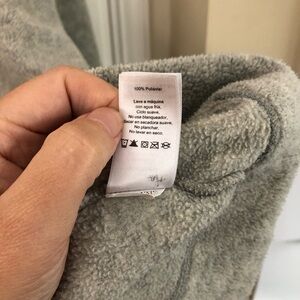 100% Poliéster
Lave a máquina
con agua fría,
Ciclo suave,
No usa blanqueador,
Secar en secadora suave,
No planchar,
No lavar en seco.